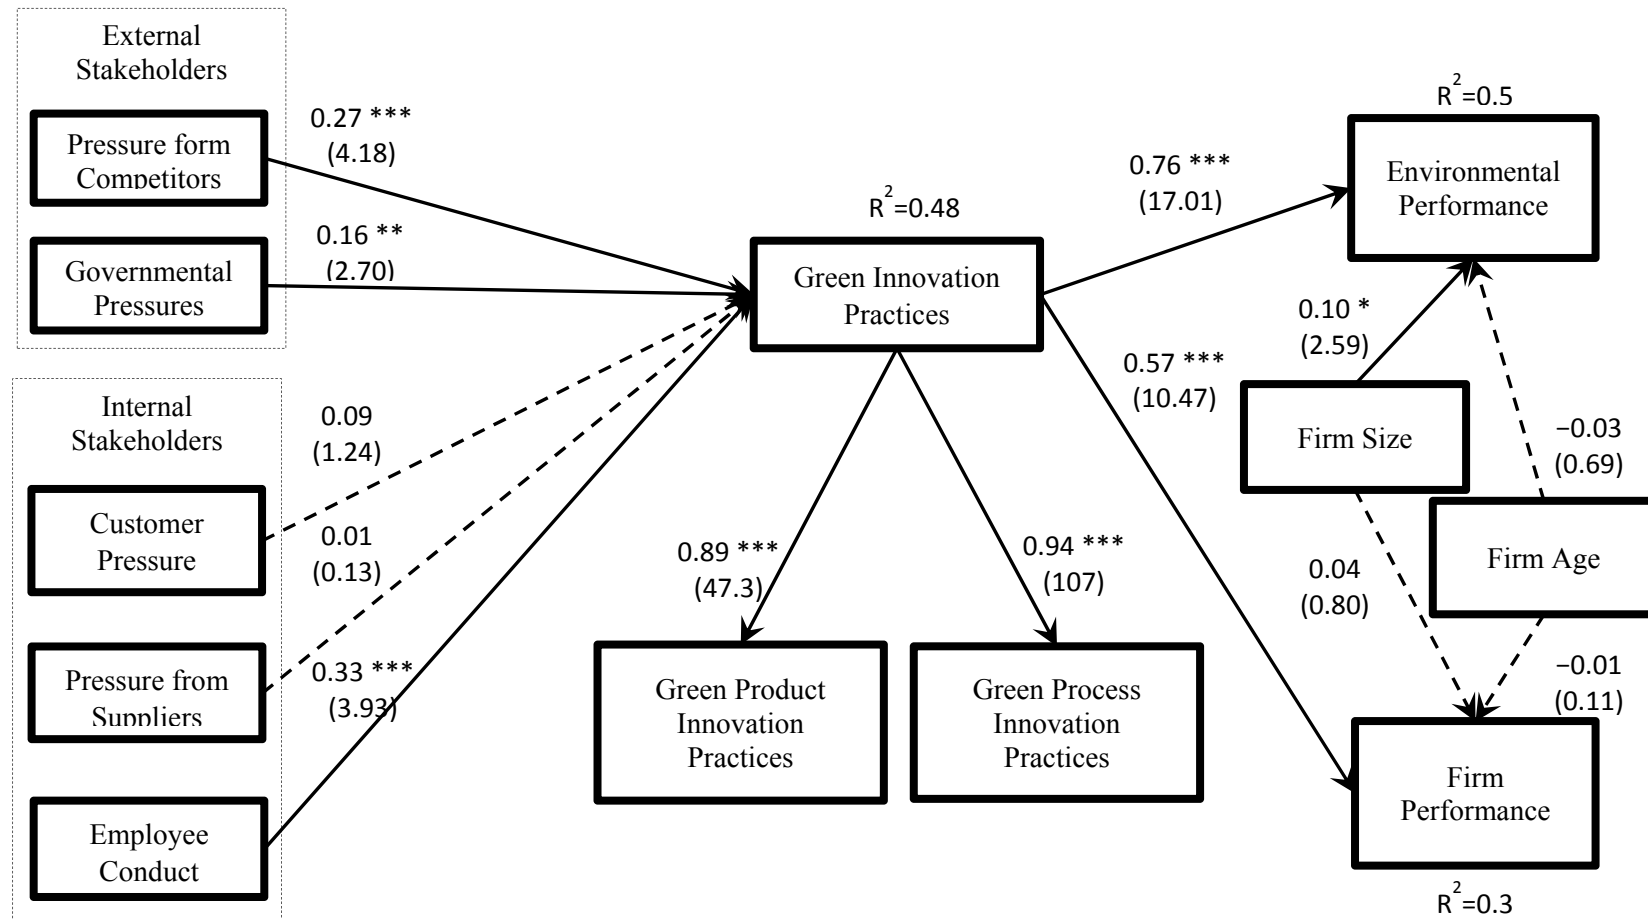 External
Stakeholders
Pressure form
Competitors
Governmental
Pressures
0.27 ***
(4.18)
0.16 **
(2.70)
Internal
Stakeholders
Customer
Pressure
Pressure from
Suppliers
Employee
Conduct
0.09
(1.24)
0.01
(0.13)
0.33 ***
(3.93)
R²=0.48
Green Innovation
Practices
0.89 ***
(47.3)
0.94 ***
(107)
Green Product
Innovation
Practices
Green Process
Innovation
Practices
0.76 ***
(17.01)
0.57 ***
(10.47)
R²=0.5
Environmental
Performance
0.10 *
(2.59)
Firm Size
−0.03
(0.69)
Firm Age
0.04
(0.80)
−0.01
(0.11)
Firm
Performance
R²=0.3